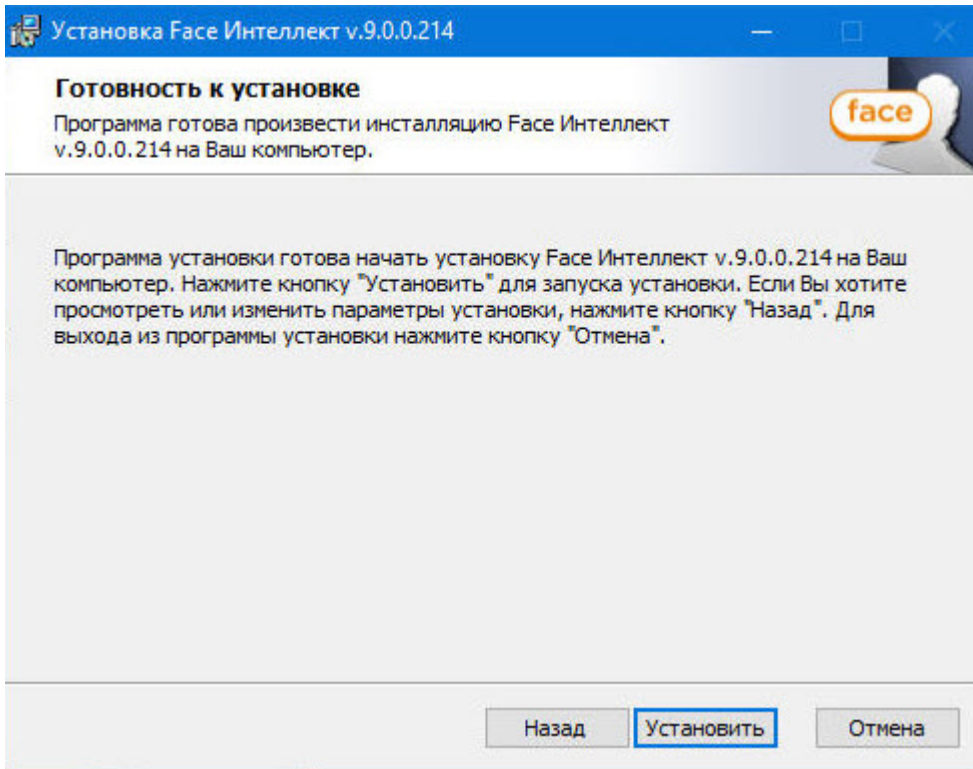 Установка Face Интеллект v.9.0.0.214
Готовность к установке
Программа готова произвести инсталляцию Face Интеллект
v.9.0.0.214 на Ваш компьютер.
face
Программа установки готова начать установку Face Интеллект v.9.0.0.214 на Ваш
компьютер. Нажмите кнопку "Установить" для запуска установки. Если Вы хотите
просмотреть или изменить параметры установки, нажмите кнопку "Назад". Для
выхода из программы установки нажмите кнопку "Отмена".
Назад
Установить
Отмена